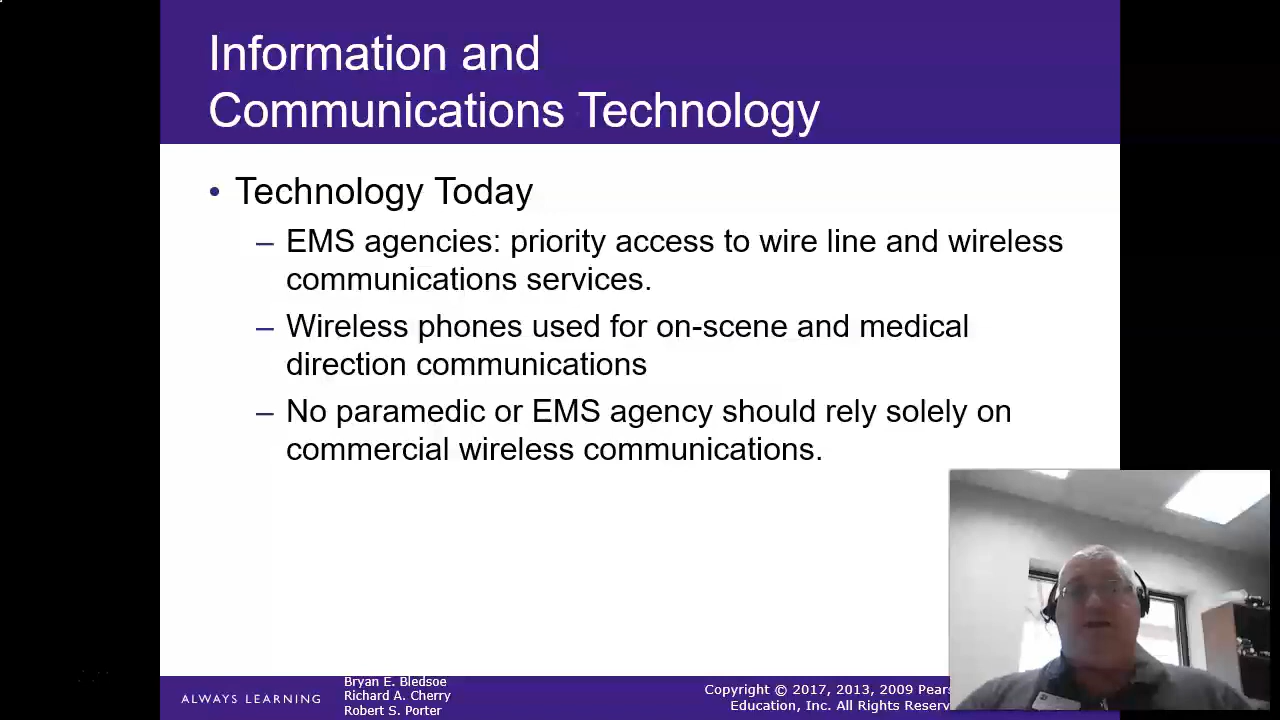 Information and
Communications Technology
• Technology Today
– EMS agencies: priority access to wire line and wireless
communications services.
– Wireless phones used for on-scene and medical
direction communications
– No paramedic or EMS agency should rely solely on
commercial wireless communications.
ALWAYS LEARNING
Bryan E. Bledsoe
Richard A. Cherry
Robert S. Porter
Copyright © 2017, 2013, 2009
Education, Inc. All Rights